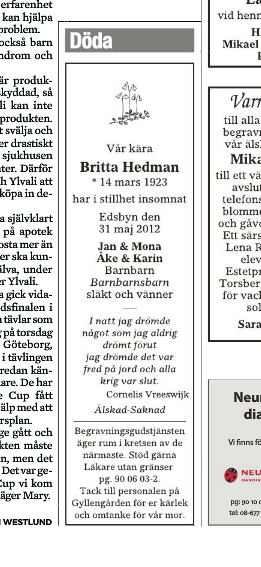 erfarenhet
kan hjälpa
problem.
också barn
ndrom och
är produk-
skyddad, så
li kan inte
produkten.
t svälja och
er drastiskt
sjukhusen
ter. Därför
h Ylvali att
köpa in de-
a självklart
på apotek
osta mer än
er ska kun-
älva, under
r Ylvali.
a gick vida-
dsfinalen i
n tävlar som
g på torsdag
Göteborg,
i tävlingen
redan kän-
are. De har
e Cup fått
älp med att
rsplan.
ge gått och
kten måste
n, men det
Det var ge-
Cup vi kom
äger Mary.
N WESTLUND
Döda
Vår kära
Britta Hedman
* 14 mars 1923
har i stillhet insomnat
Edsbyn den
31 maj 2012
Jan & Mona
Åke & Karin
Barnbarn
Barnbarnsbarn
släkt och vänner
I natt jag drömde
något som jag aldrig
drömt förut
jag drömde det var
fred på jord och alla
krig var slut.
Cornelis Vreeswijk
Älskad-Saknad
Begravningsgudstjänsten
äger rum i kretsen av de
närmaste. Stöd gärna
Läkare utan gränser
pg. 90 06 03-2.
Tack till personalen på
Gyllengården för er kärlek
och omtanke för vår mor.
vid henn
H
Mikael
Varm
till alla
begravn
vår älsk
Mika
till ett vä
avslut
telefons
blomme
och gåvo
Ett särs
Lena R
elev
Estetpr
Torsberg
för vack
sol
Sara
Neur
dia
Vi finns fö
NEU
HANDI
pg: 90 10 0
tel: 08-677